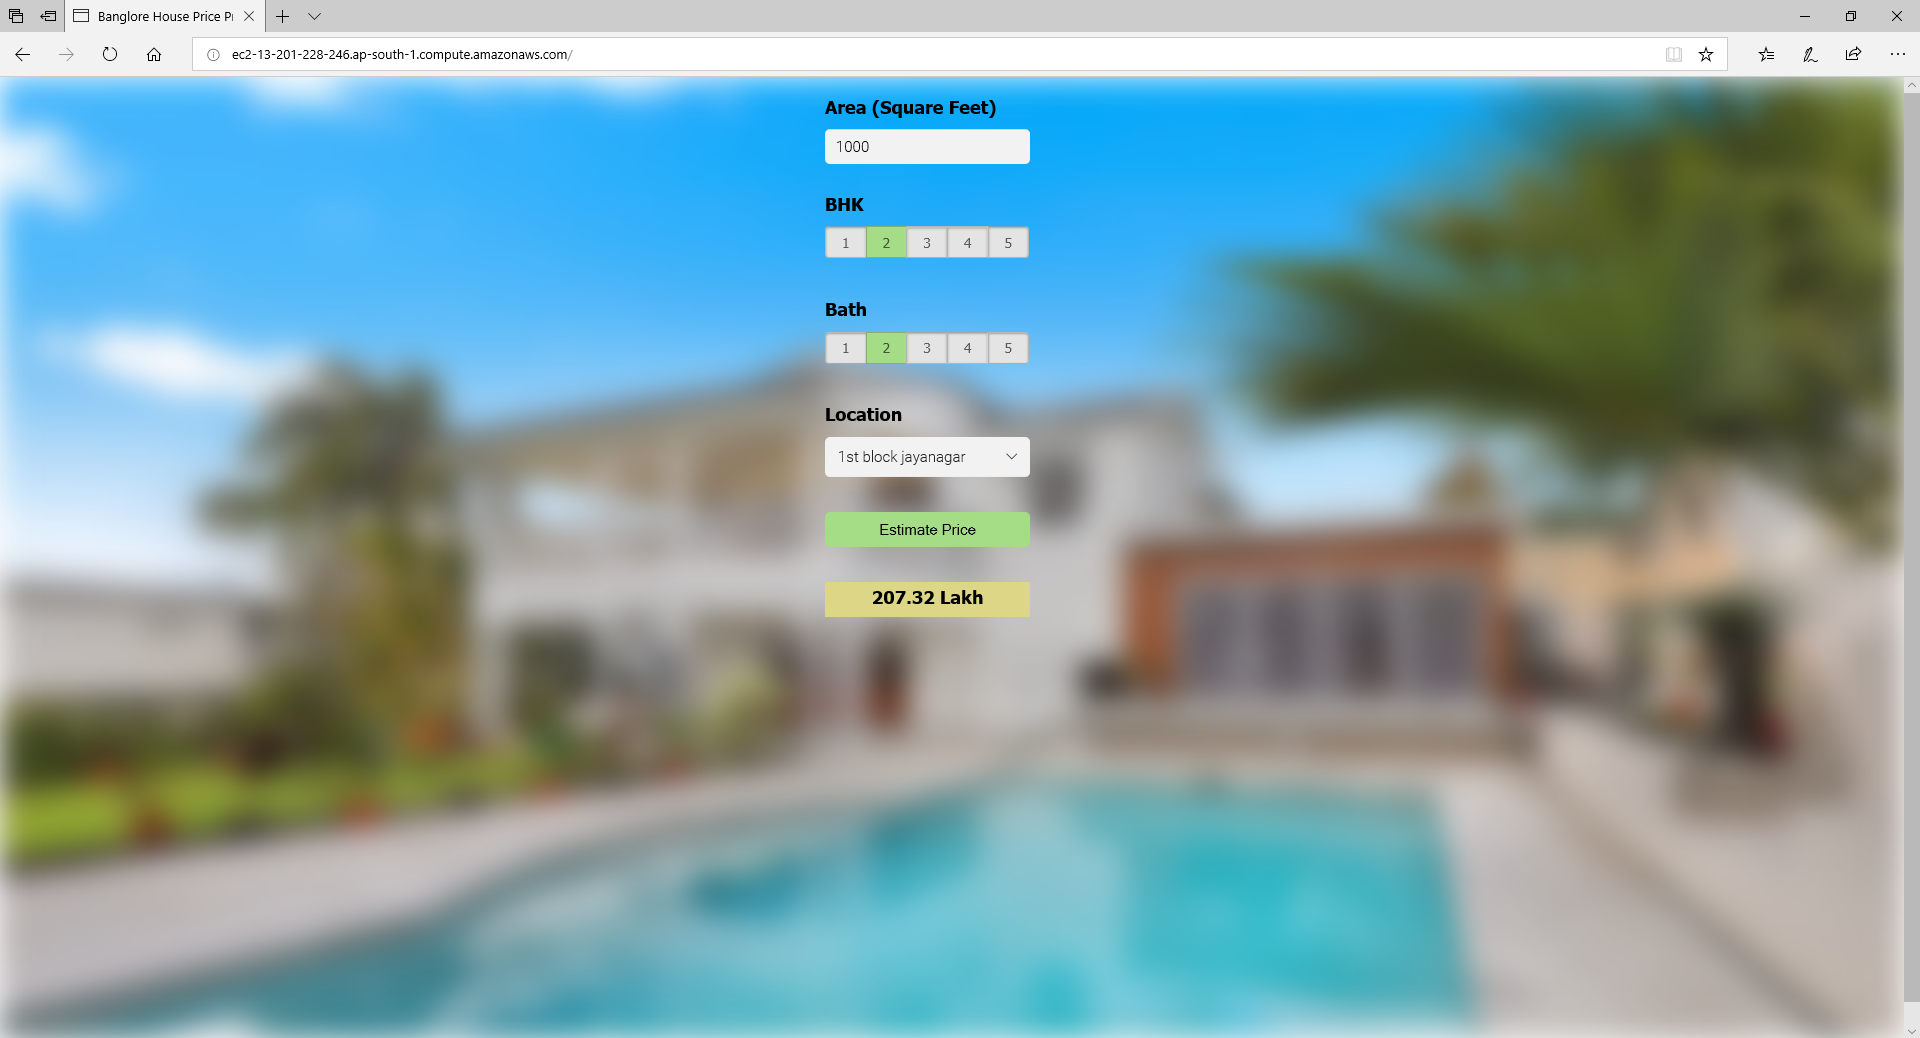 Banglore House Price Pr
ec2-13-201-228-246.ap-south-1.compute.amazonaws.com/
Area (Square Feet)
1000
BHK
1 2 3 4 5
Bath
1 2 3 4 5
Location
1st block jayanagar
Estimate Price
207.32 Lakh